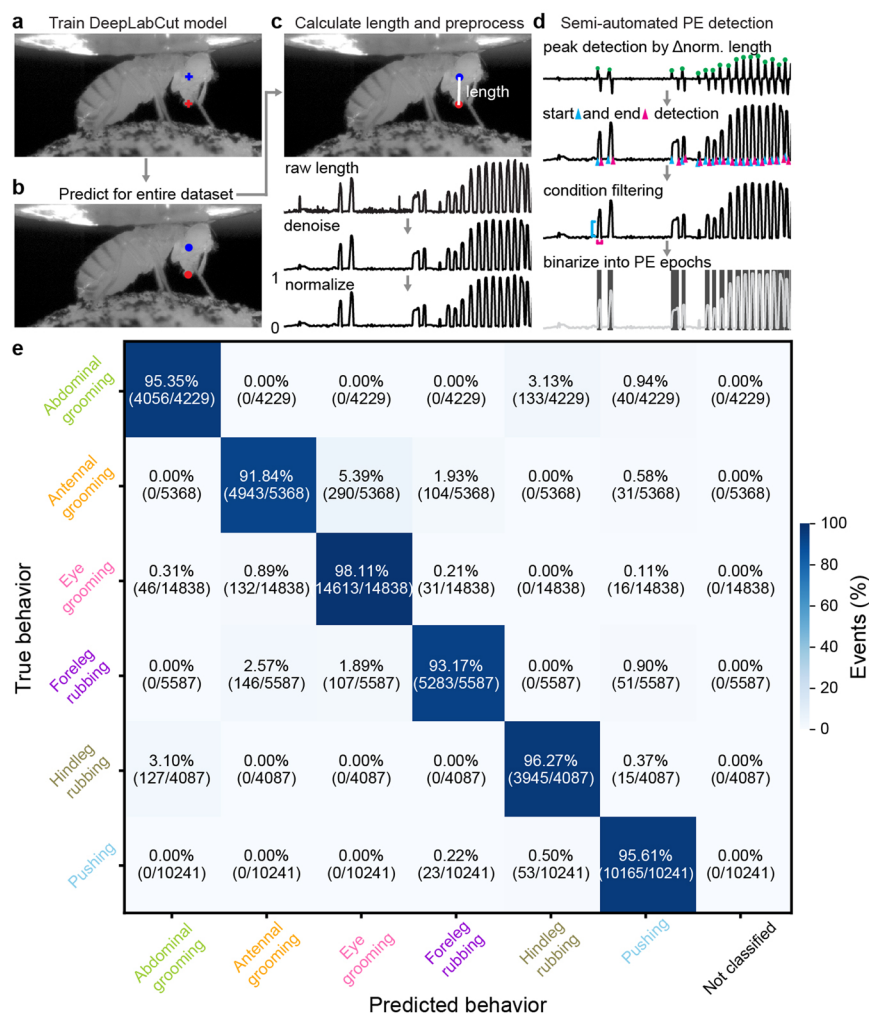 a Train DeepLabCut model
b Predict for entire dataset
c Calculate length and preprocess
length
raw length
denoise
1
normalize
0
d Semi-automated PE detection
peak detection by Δnorm. length
start and end detection
condition filtering
binarize into PE epochs
e
True behavior
Abdominal
grooming
95.35% 0.00% 0.00% 0.00% 3.13% 0.94% 0.00%
(4056/4229) (0/4229) (0/4229) (0/4229) (133/4229) (40/4229) (0/4229)
Antennal
grooming
0.00% 91.84% 5.39% 1.93% 0.00% 0.58% 0.00%
(0/5368) (4943/5368) (290/5368) (104/5368) (0/5368) (31/5368) (0/5368)
Eye
grooming
0.31% 0.89% 98.11% 0.21% 0.00% 0.11% 0.00%
(46/14838) (132/14838) 14613/14838) (31/14838) (0/14838) (16/14838) (0/14838)
Foreleg
rubbing
0.00% 2.57% 1.89% 93.17% 0.00% 0.90% 0.00%
(0/5587) (146/5587) (107/5587) (5283/5587) (0/5587) (51/5587) (0/5587)
Hindleg
rubbing
3.10% 0.00% 0.00% 0.00% 96.27% 0.37% 0.00%
(127/4087) (0/4087) (0/4087) (0/4087) (3945/4087) (15/4087) (0/4087)
Pushing
0.00% 0.00% 0.00% 0.22% 0.50% 95.61% 0.00%
(0/10241) (0/10241) (0/10241) (23/10241) (53/10241) 10165/10241) (0/10241)
Abdominal
grooming
Antennal
grooming
Eye
grooming
Foreleg
rubbing
Hindleg
rubbing
Pushing
Not classified
Predicted behavior
100
80
60
40
20
0
Events (%)